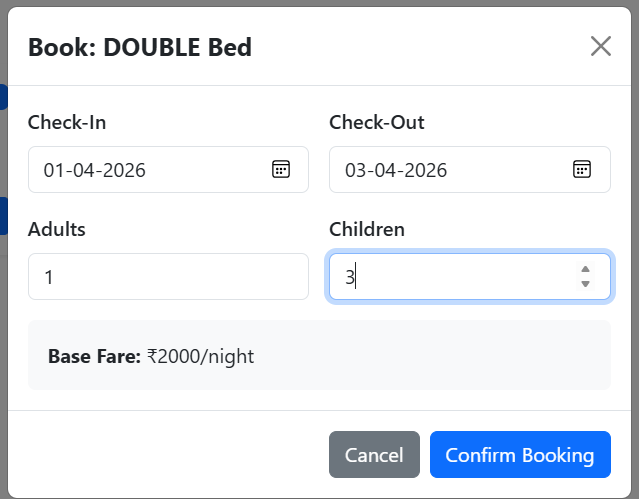 Book: DOUBLE Bed
Check-In Check-Out
01-04-2026 03-04-2026
Adults Children
1 3
Base Fare: ₹2000/night
Cancel Confirm Booking